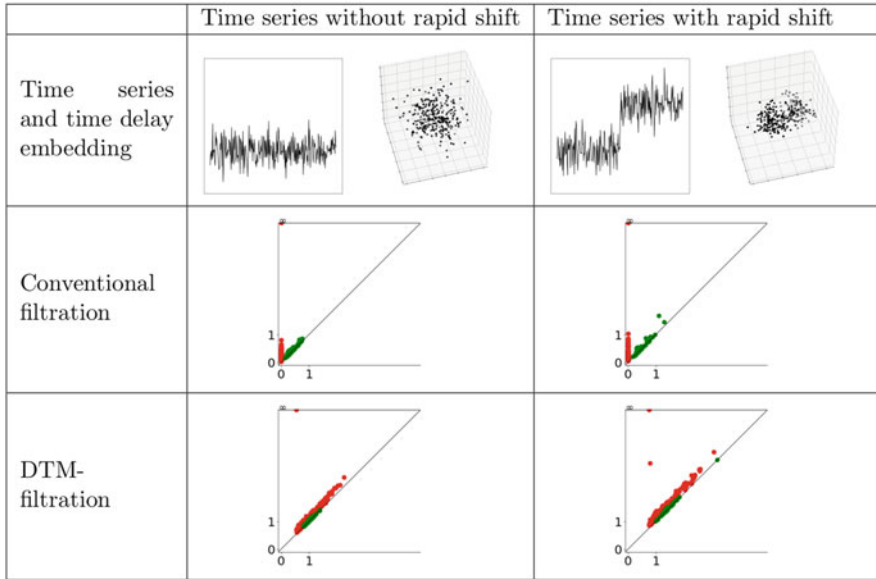 Time series without rapid shift
Time series with rapid shift
Time series
and time delay
embedding
Conventional
filtration
∞
1
0
0 1
∞
1
0
0 1
DTM-
filtration
∞
1
0
0 1
∞
1
0
0 1